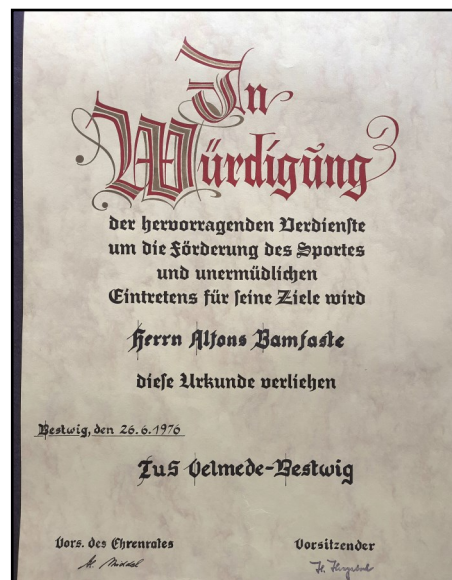 In
Würdigung
der hervorragenden Verdienste
um die Förderung des Sportes
und unermüdlichen
Eintretens für seine Ziele wird
Herrn Alfons Bamfaste
diese Urkunde verliehen
Bestwig, den 26.6.1976
TuS Velmede-Bestwig
Vors. des Ehrenrates
Vorsitzender